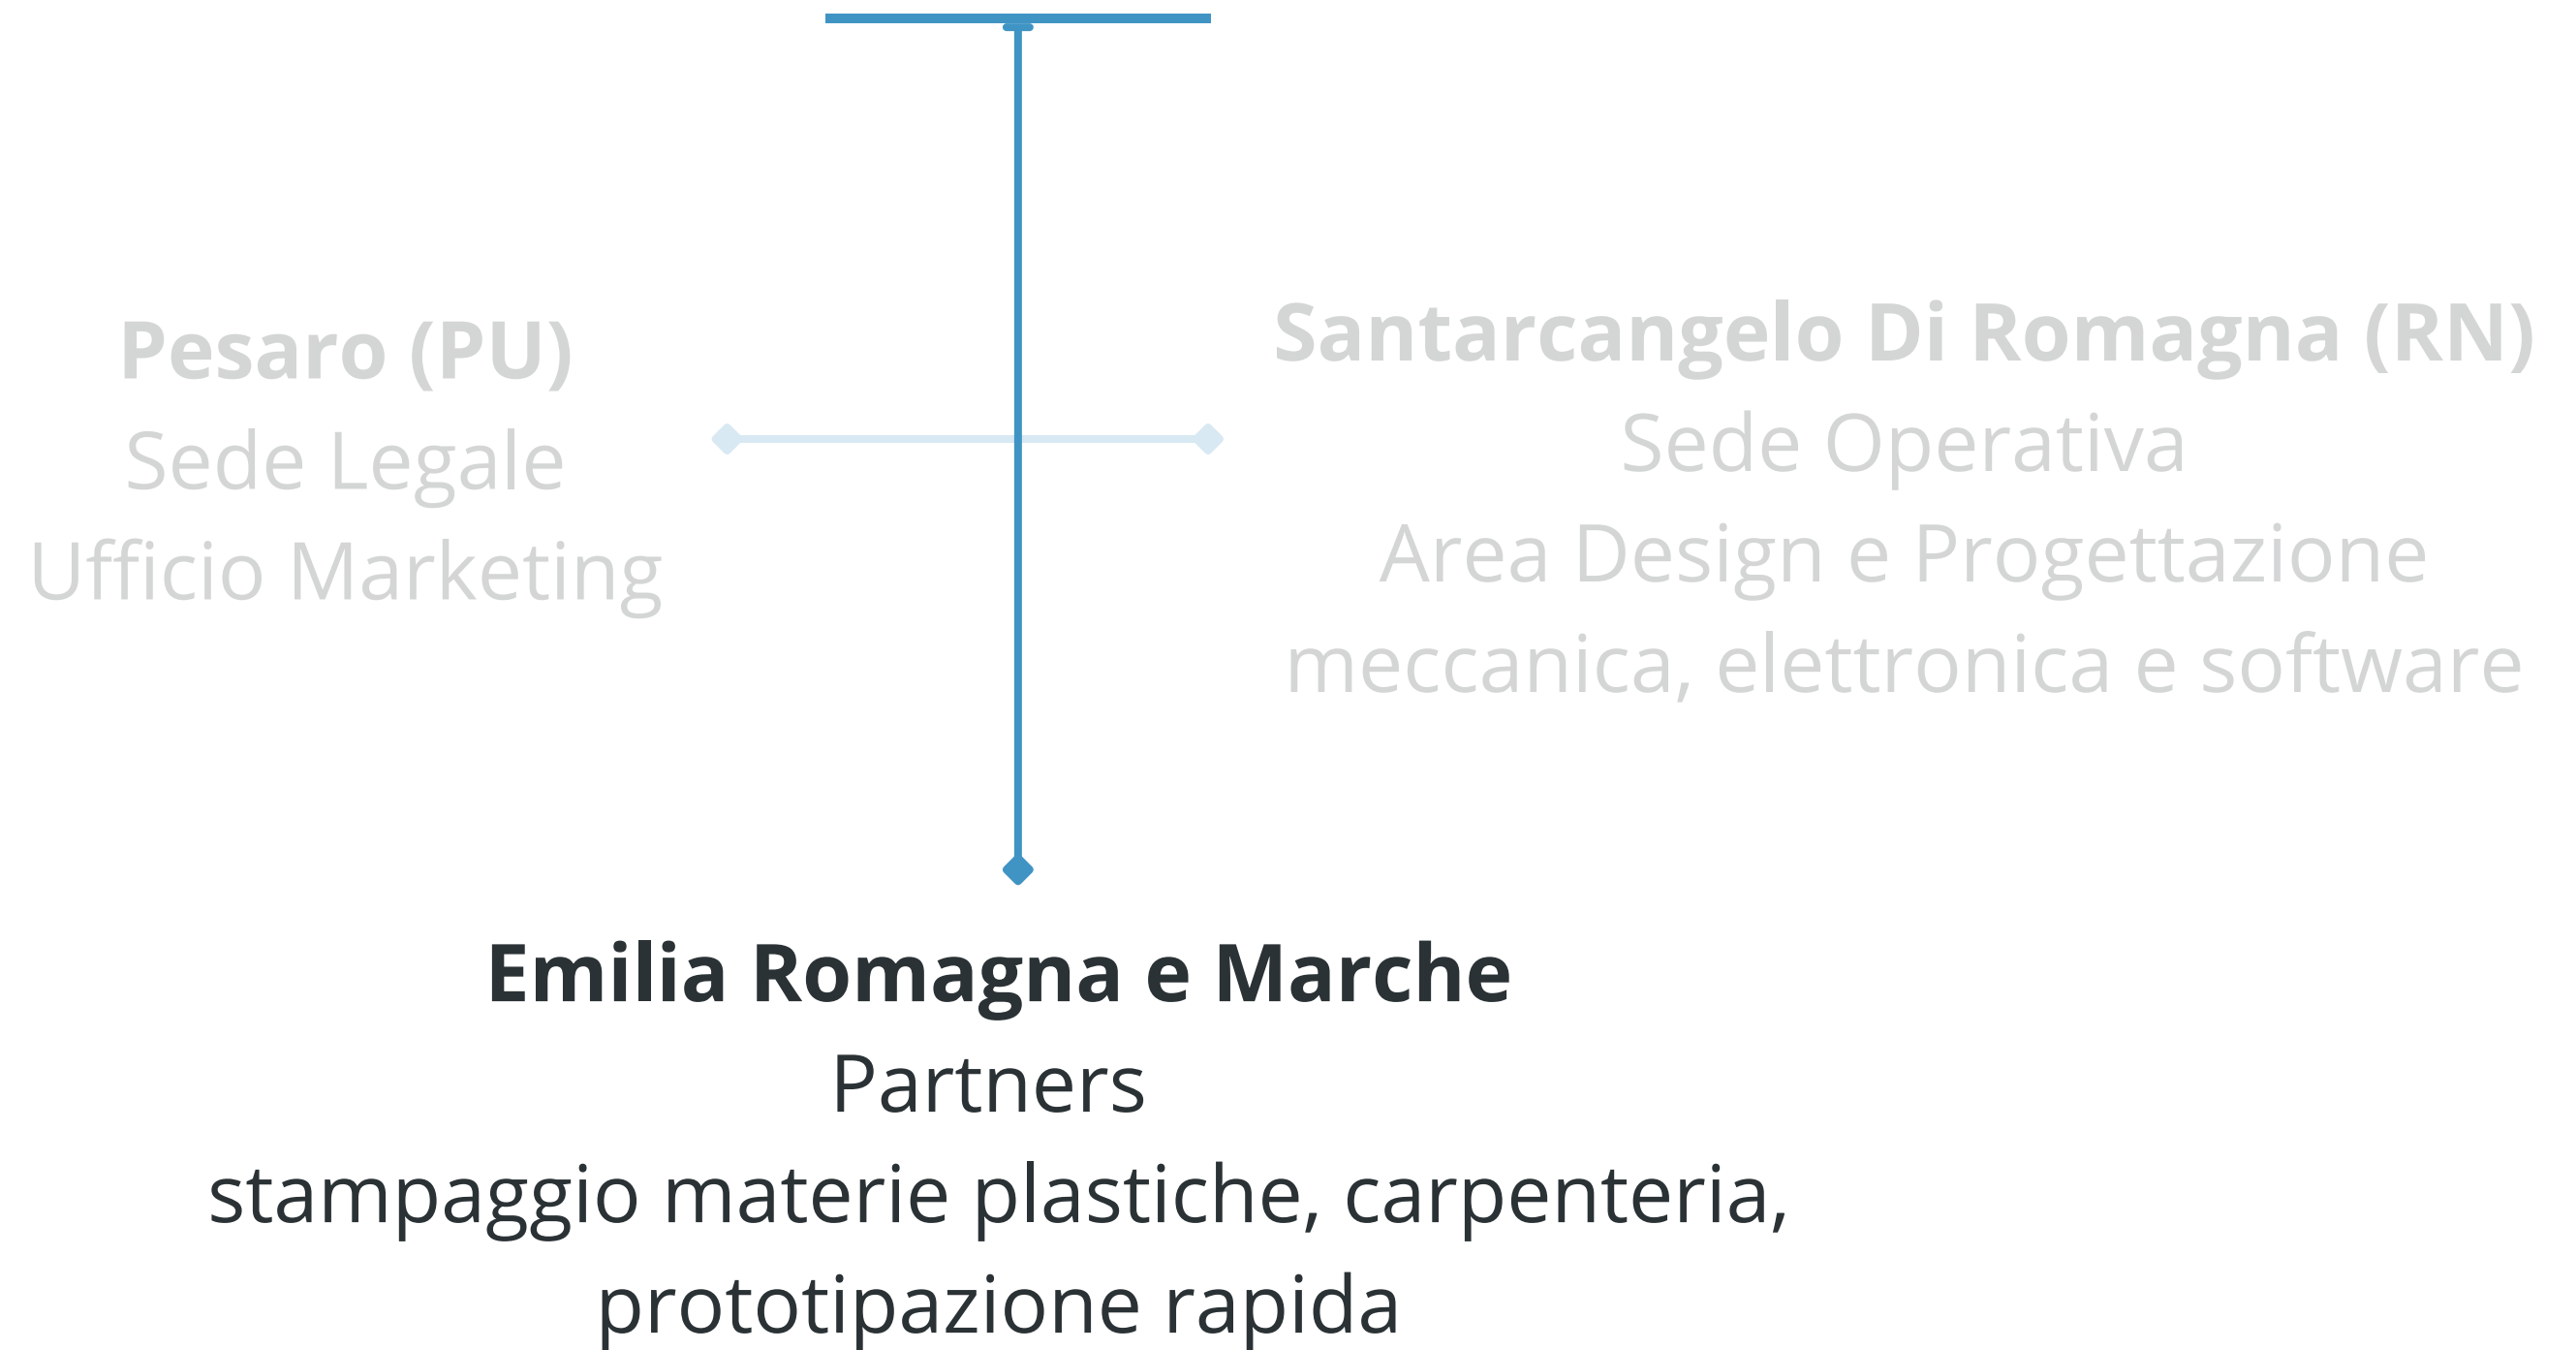 Pesaro (PU)
Sede Legale
Ufficio Marketing
Santarcangelo Di Romagna (RN)
Sede Operativa
Area Design e Progettazione
meccanica, elettronica e software
Emilia Romagna e Marche
Partners
stampaggio materie plastiche, carpenteria,
prototipazione rapida